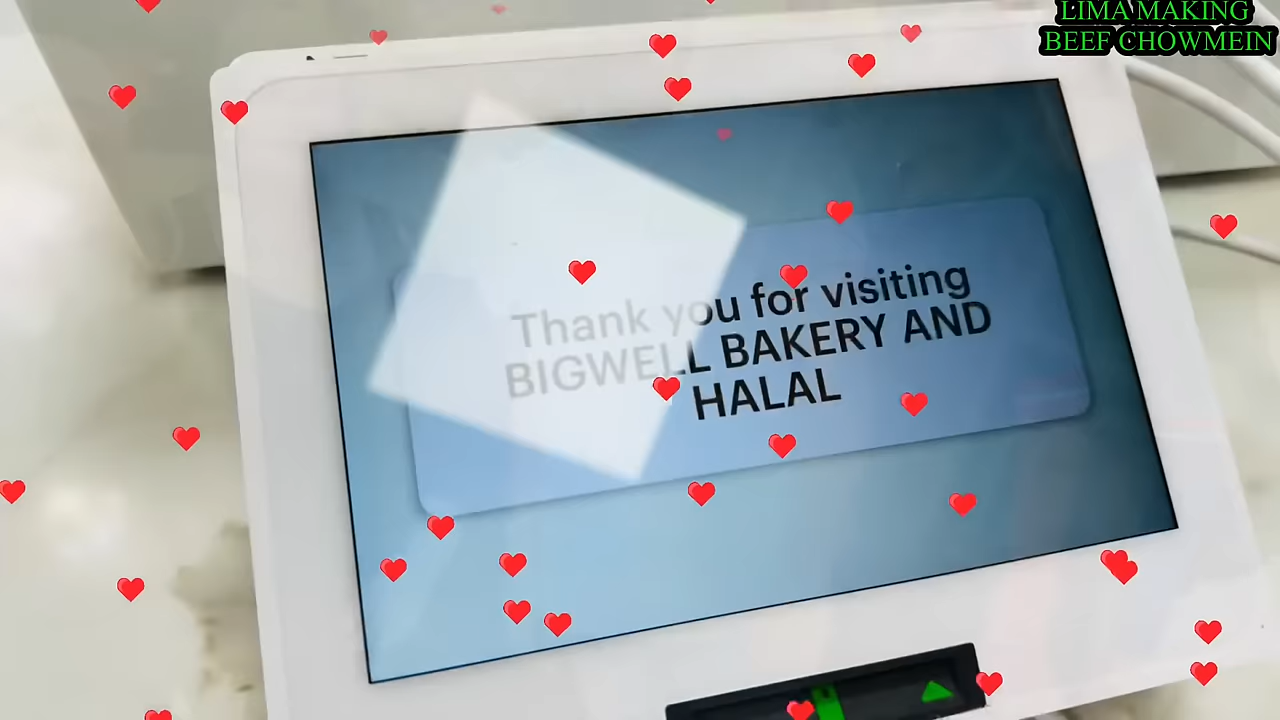 LIMA MAKING
BEEF CHOWMEIN
Thank you for visiting
BIGWELL BAKERY AND
HALAL